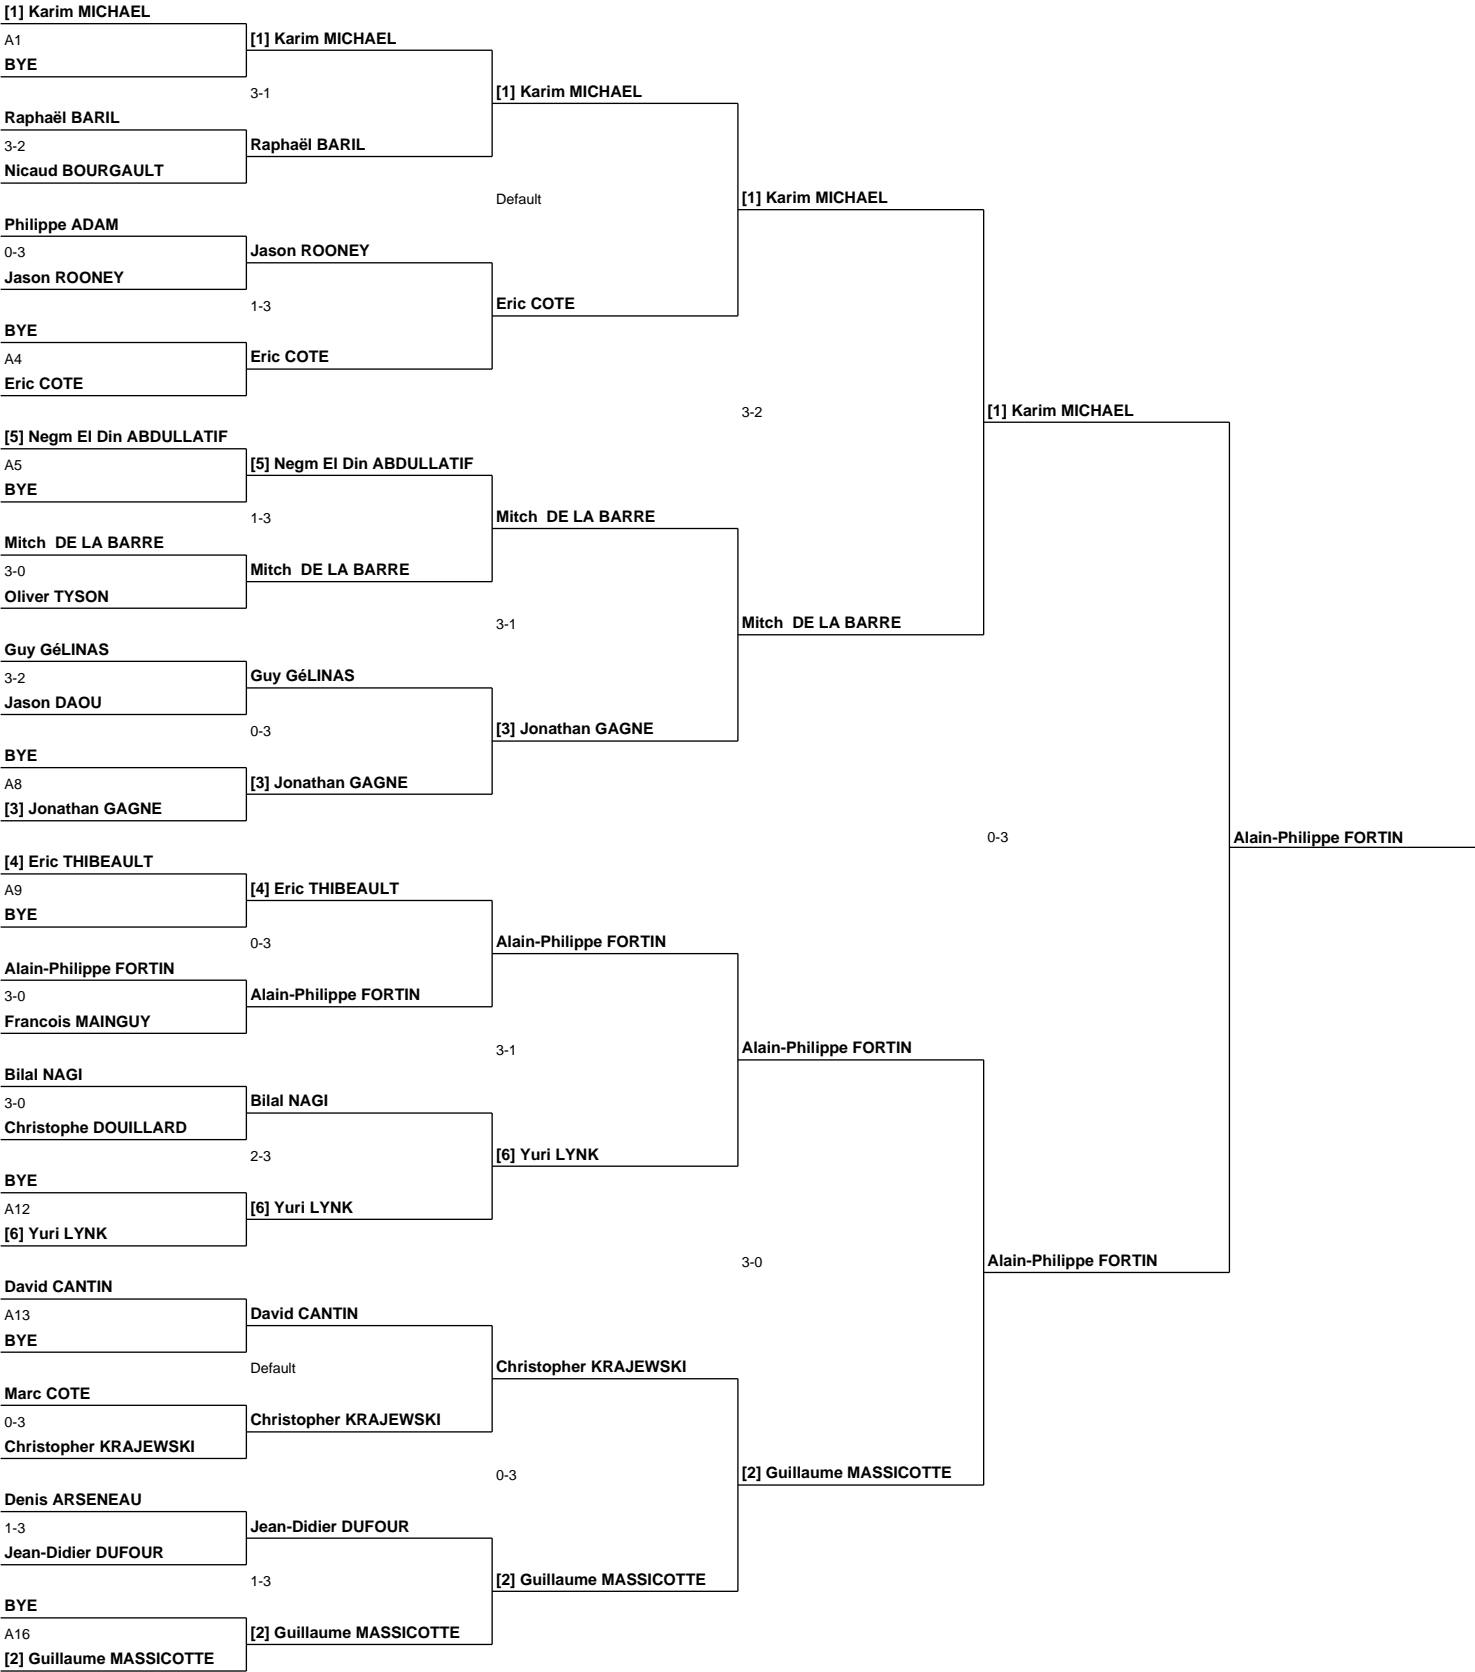 [1] Karim MICHAEL
A1
[1] Karim MICHAEL
BYE
3-1
[1] Karim MICHAEL
Raphaël BARIL
3-2
Raphaël BARIL
Nicaud BOURGAULT
Default
[1] Karim MICHAEL
Philippe ADAM
0-3
Jason ROONEY
Jason ROONEY
1-3
Eric COTE
BYE
A4
Eric COTE
Eric COTE
3-2
[1] Karim MICHAEL
[5] Negm El Din ABDULLATIF
A5
[5] Negm El Din ABDULLATIF
BYE
1-3
Mitch  DE LA BARRE
Mitch  DE LA BARRE
3-0
Mitch  DE LA BARRE
Oliver TYSON
3-1
Mitch  DE LA BARRE
Guy GéLINAS
3-2
Guy GéLINAS
Jason DAOU
0-3
[3] Jonathan GAGNE
BYE
A8
[3] Jonathan GAGNE
[3] Jonathan GAGNE
0-3
Alain-Philippe FORTIN
[4] Eric THIBEAULT
A9
[4] Eric THIBEAULT
BYE
0-3
Alain-Philippe FORTIN
Alain-Philippe FORTIN
3-0
Alain-Philippe FORTIN
Francois MAINGUY
3-1
Alain-Philippe FORTIN
Bilal NAGI
3-0
Bilal NAGI
Christophe DOUILLARD
2-3
[6] Yuri LYNK
BYE
A12
[6] Yuri LYNK
[6] Yuri LYNK
3-0
Alain-Philippe FORTIN
David CANTIN
A13
David CANTIN
BYE
Default
Christopher KRAJEWSKI
Marc COTE
0-3
Christopher KRAJEWSKI
Christopher KRAJEWSKI
0-3
[2] Guillaume MASSICOTTE
Denis ARSENEAU
1-3
Jean-Didier DUFOUR
Jean-Didier DUFOUR
1-3
[2] Guillaume MASSICOTTE
BYE
A16
[2] Guillaume MASSICOTTE
[2] Guillaume MASSICOTTE